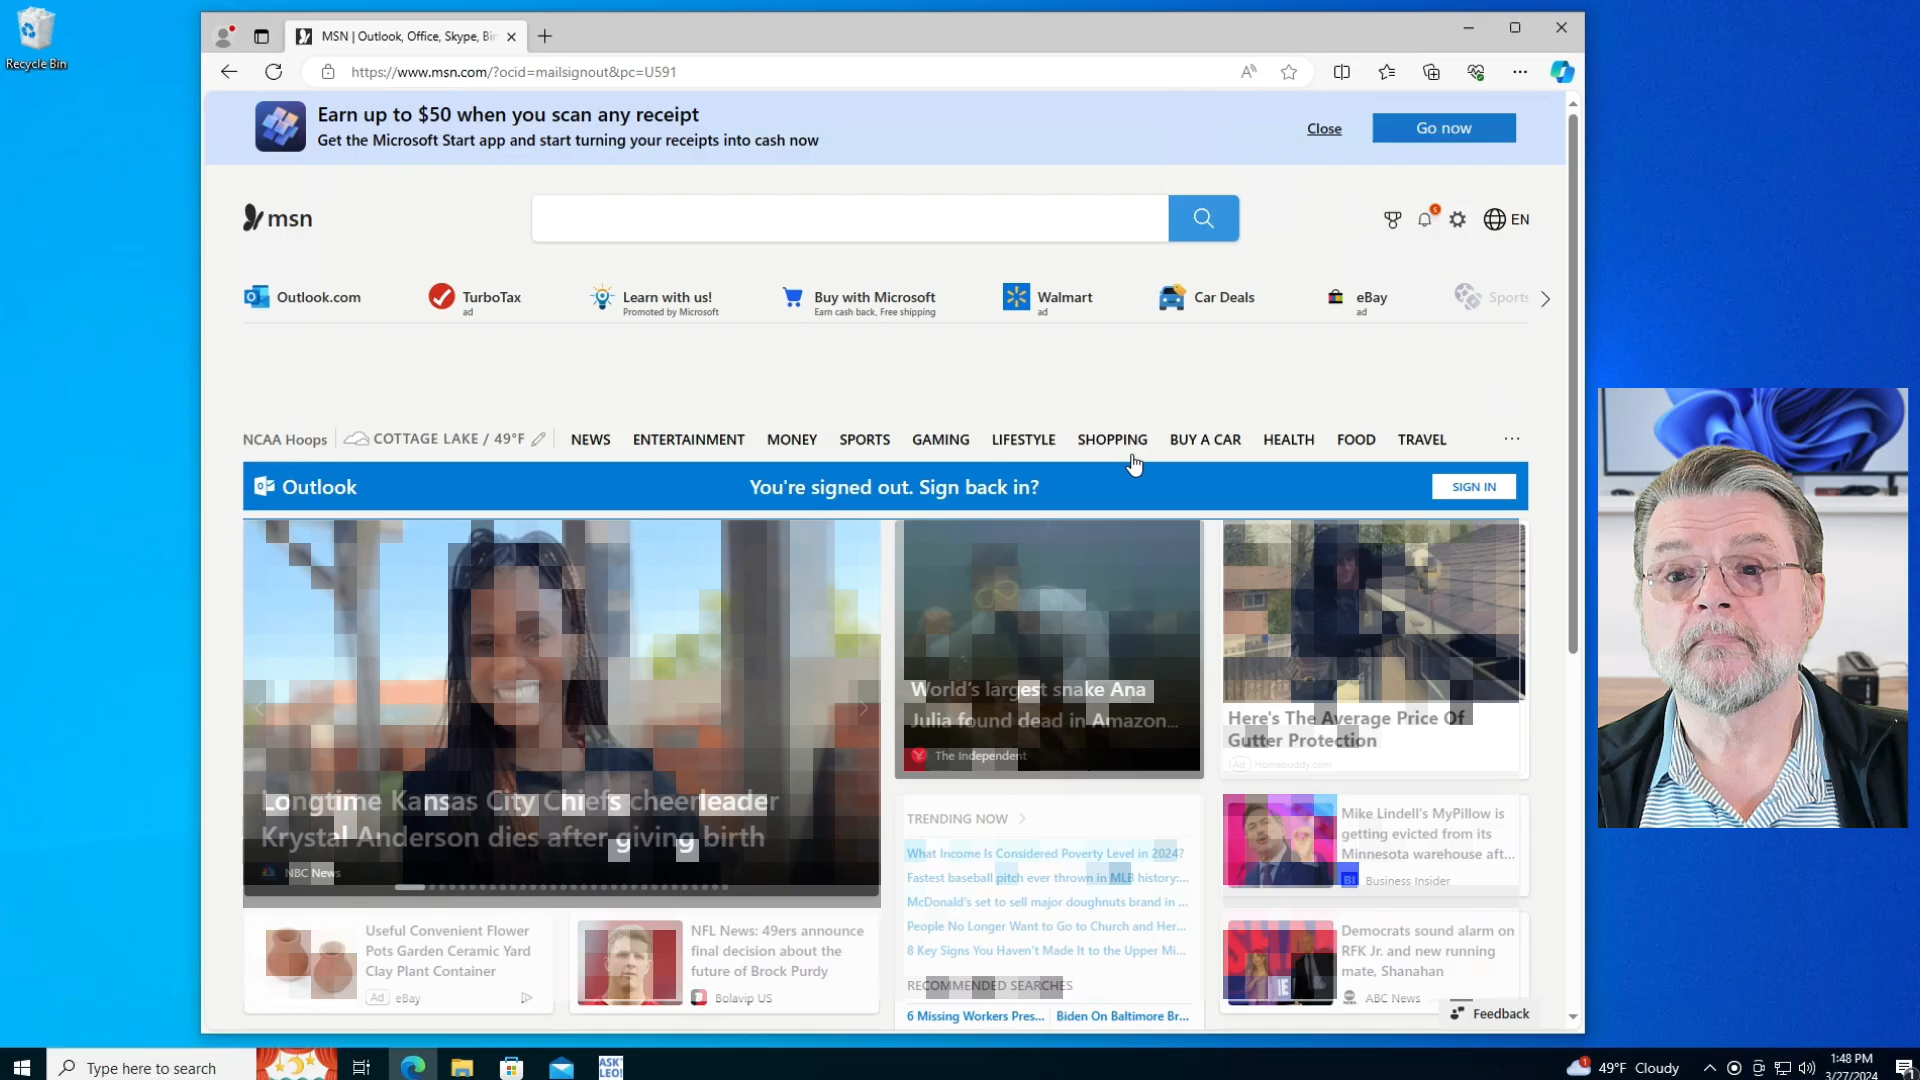 Recycle Bin
MSN | Outlook, Office, Skype, Bin
https://www.msn.com/?ocid=mailsignout&pc=U591
Earn up to $50 when you scan any receipt
Get the Microsoft Start app and start turning your receipts into cash now
Close
Go now
msn
5
EN
Outlook.com
TurboTax
ad
Learn with us!
Promoted by Microsoft
Buy with Microsoft
Earn cash back, Free shipping
Walmart
ad
Car Deals
eBay
ad
Sports
NCAA Hoops
COTTAGE LAKE / 49°F
NEWS
ENTERTAINMENT
MONEY
SPORTS
GAMING
LIFESTYLE
SHOPPING
BUY A CAR
HEALTH
FOOD
TRAVEL
Outlook
You're signed out. Sign back in?
SIGN IN
Longtime Kansas City Chiefs cheerleader
Krystal Anderson dies after giving birth
NBC News
World's largest snake Ana
Julia found dead in Amazon...
The Independent
Here's The Average Price Of
Gutter Protection
Ad Homebuddy.com
TRENDING NOW
What Income Is Considered Poverty Level in 2024?
Fastest baseball pitch ever thrown in MLB history:...
McDonald's set to sell major doughnuts brand in ...
People No Longer Want to Go to Church and Her...
8 Key Signs You Haven't Made It to the Upper Mi...
RECOMMENDED SEARCHES
6 Missing Workers Pres...
Biden On Baltimore Br...
Mike Lindell's MyPillow is
getting evicted from its
Minnesota warehouse aft...
BI Business Insider
Useful Convenient Flower
Pots Garden Ceramic Yard
Clay Plant Container
Ad eBay
NFL News: 49ers announce
final decision about the
future of Brock Purdy
Bolavip US
Democrats sound alarm on
RFK Jr. and new running
mate, Shanahan
ABC News
Feedback
Type here to search
ASK
LEO!
1
49°F Cloudy
1:48 PM
3/27/2024
1